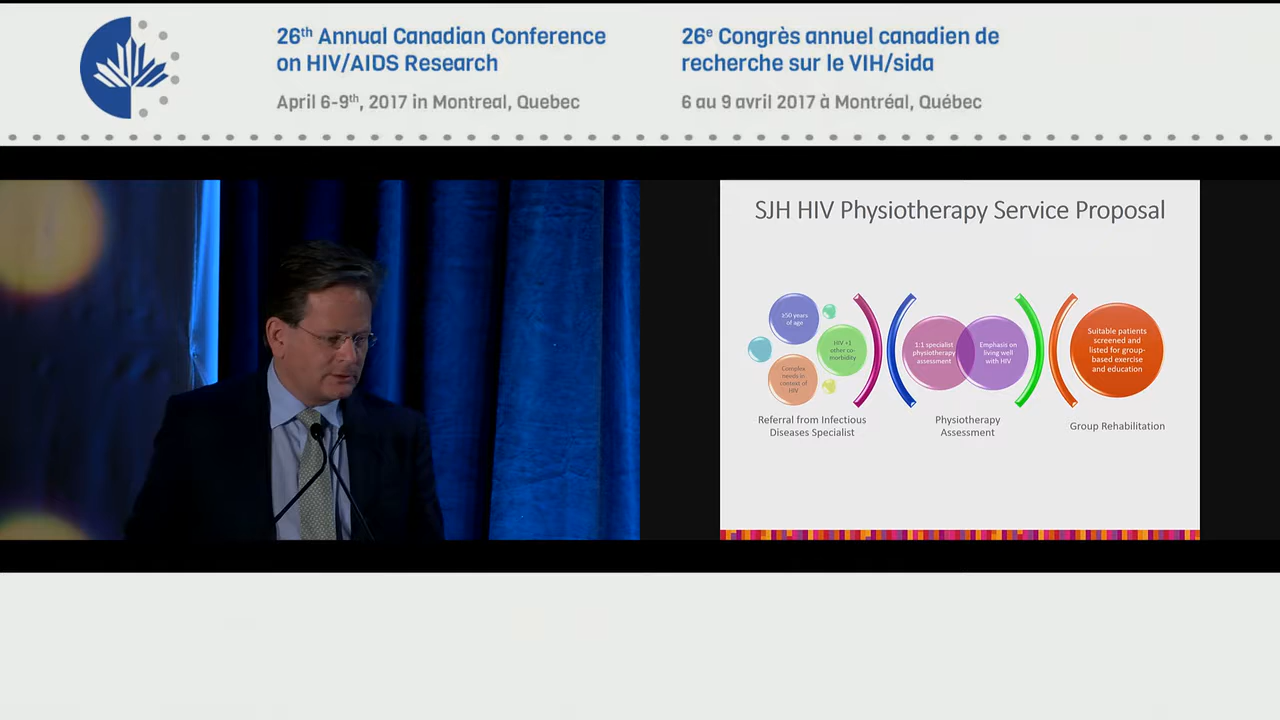 26th Annual Canadian Conference
on HIV/AIDS Research
April 6-9th, 2017 in Montreal, Quebec
26e Congrès annuel canadien de
recherche sur le VIH/sida
6 au 9 avril 2017 à Montréal, Québec
SJH HIV Physiotherapy Service Proposal
≥50 years
of age
HIV +1
other co-
morbidity
Complex
needs in
context of
HIV
Referral from Infectious
Diseases Specialist
1:1 specialist
physiotherapy
assessment
Emphasis on
living well
with HIV
Physiotherapy
Assessment
Suitable patients
screened and
listed for group-
based exercise
and education
Group Rehabilitation